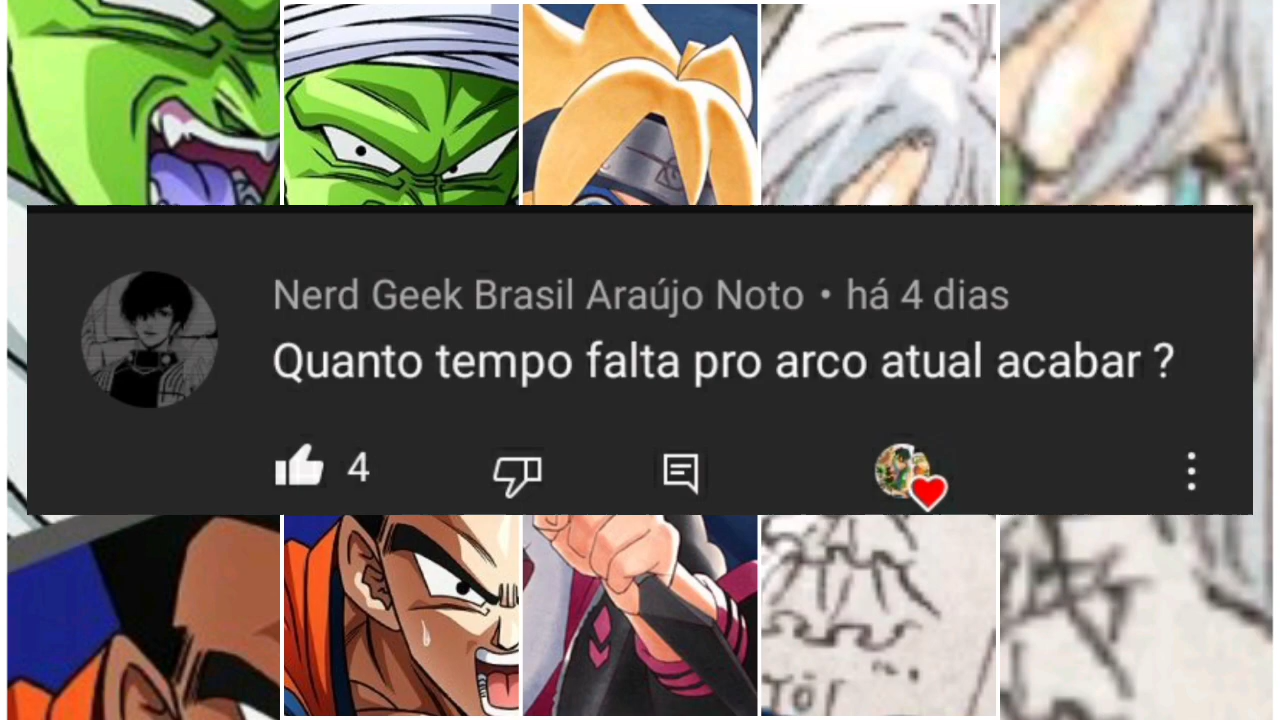 Nerd Geek Brasil Araújo Noto • há 4 dias
Quanto tempo falta pro arco atual acabar ?
4